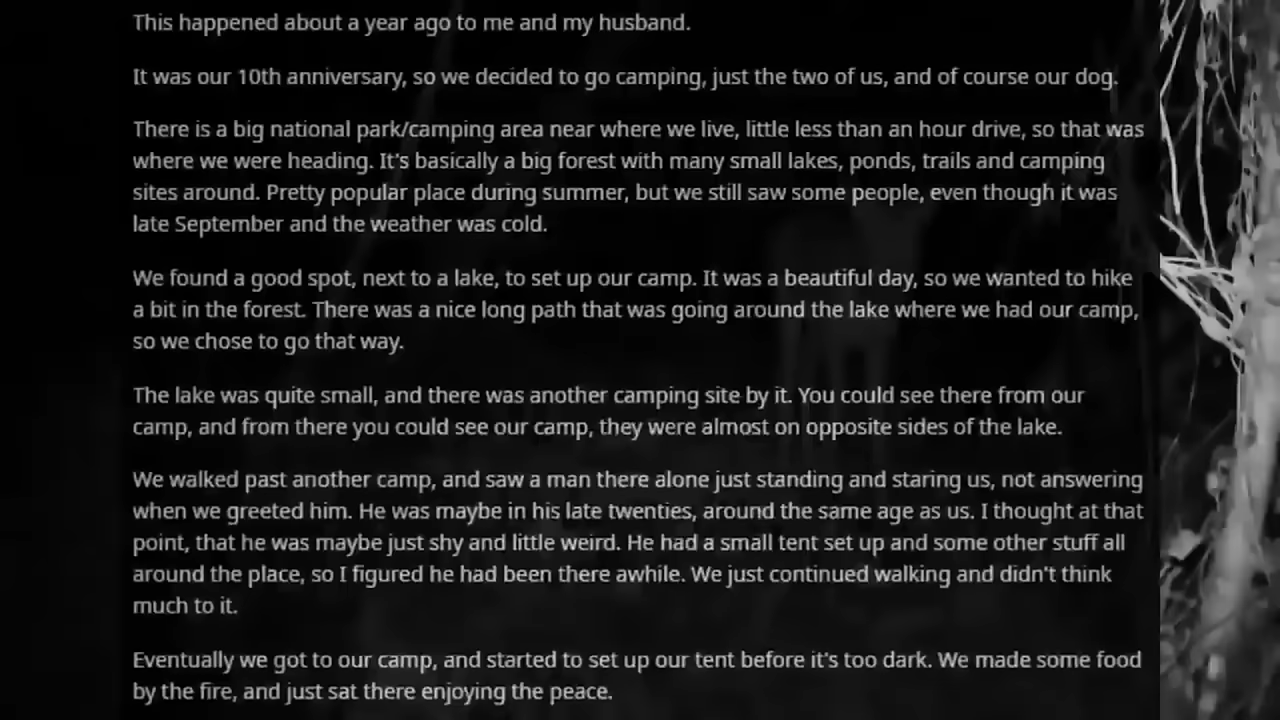 This happened about a year ago to me and my husband.
It was our 10th anniversary, so we decided to go camping, just the two of us, and of course our dog.
There is a big national park/camping area near where we live, little less than an hour drive, so that was
where we were heading. It's basically a big forest with many small lakes, ponds, trails and camping
sites around. Pretty popular place during summer, but we still saw some people, even though it was
late September and the weather was cold.
We found a good spot, next to a lake, to set up our camp. It was a beautiful day, so we wanted to hike
a bit in the forest. There was a nice long path that was going around the lake where we had our camp,
so we chose to go that way.
The lake was quite small, and there was another camping site by it. You could see there from our
camp, and from there you could see our camp, they were almost on opposite sides of the lake.
We walked past another camp, and saw a man there alone just standing and staring us, not answering
when we greeted him. He was maybe in his late twenties, around the same age as us. I thought at that
point, that he was maybe just shy and little weird. He had a small tent set up and some other stuff all
around the place, so I figured he had been there awhile. We just continued walking and didn't think
much to it.
Eventually we got to our camp, and started to set up our tent before it's too dark. We made some food
by the fire, and just sat there enjoying the peace.